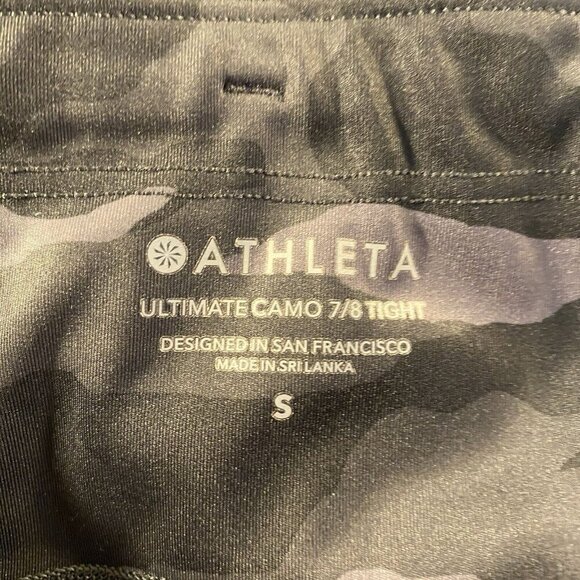 ATHLETA
ULTIMATE CAMO 7/8 TIGHT
DESIGNED IN SAN FRANCISCO
MADE IN SRI LANKA
S